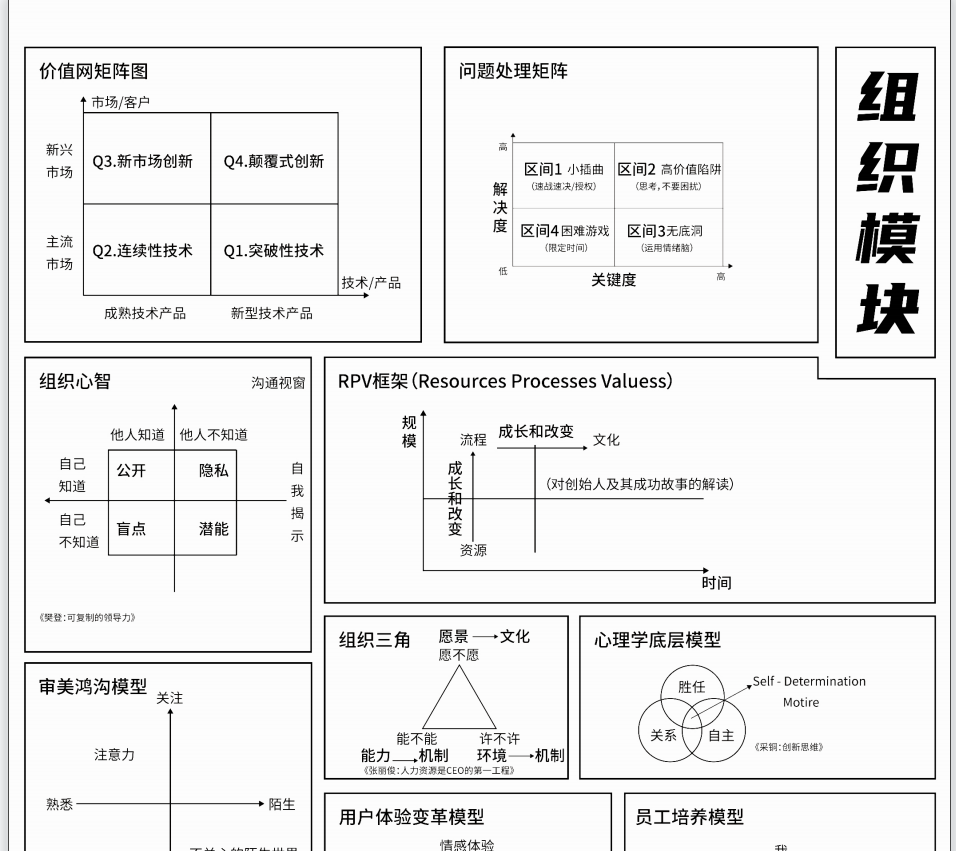 组织模块
价值网矩阵图
市场/客户
新兴
市场
Q3.新市场创新
Q4.颠覆式创新
主流
市场
Q2.连续性技术
Q1.突破性技术
技术/产品
成熟技术产品
新型技术产品
问题处理矩阵
高
解决度
区间1 小插曲
(速战速决/授权)
区间2 高价值陷阱
(思考,不要困扰)
区间4困难游戏
(限定时间)
区间3无底洞
(运用情绪脑)
低
关键度
高
组织心智
沟通视窗
他人知道
他人不知道
自己
知道
公开
隐私
自我揭示
自己
不知道
盲点
潜能
《樊登:可复制的领导力》
RPV框架(Resources Processes Valuess)
规模
流程
成长和改变
文化
成长和改变
(对创始人及其成功故事的解读)
资源
时间
组织三角
愿景
文化
愿不愿
能不能
许不许
能力
机制
环境
机制
《张丽俊:人力资源是CEO的第一工程》
心理学底层模型
胜任
Self - Determination
Motire
关系
自主
《采铜:创新思维》
审美鸿沟模型
关注
注意力
熟悉
陌生
用户体验变革模型
情感体验
员工培养模型